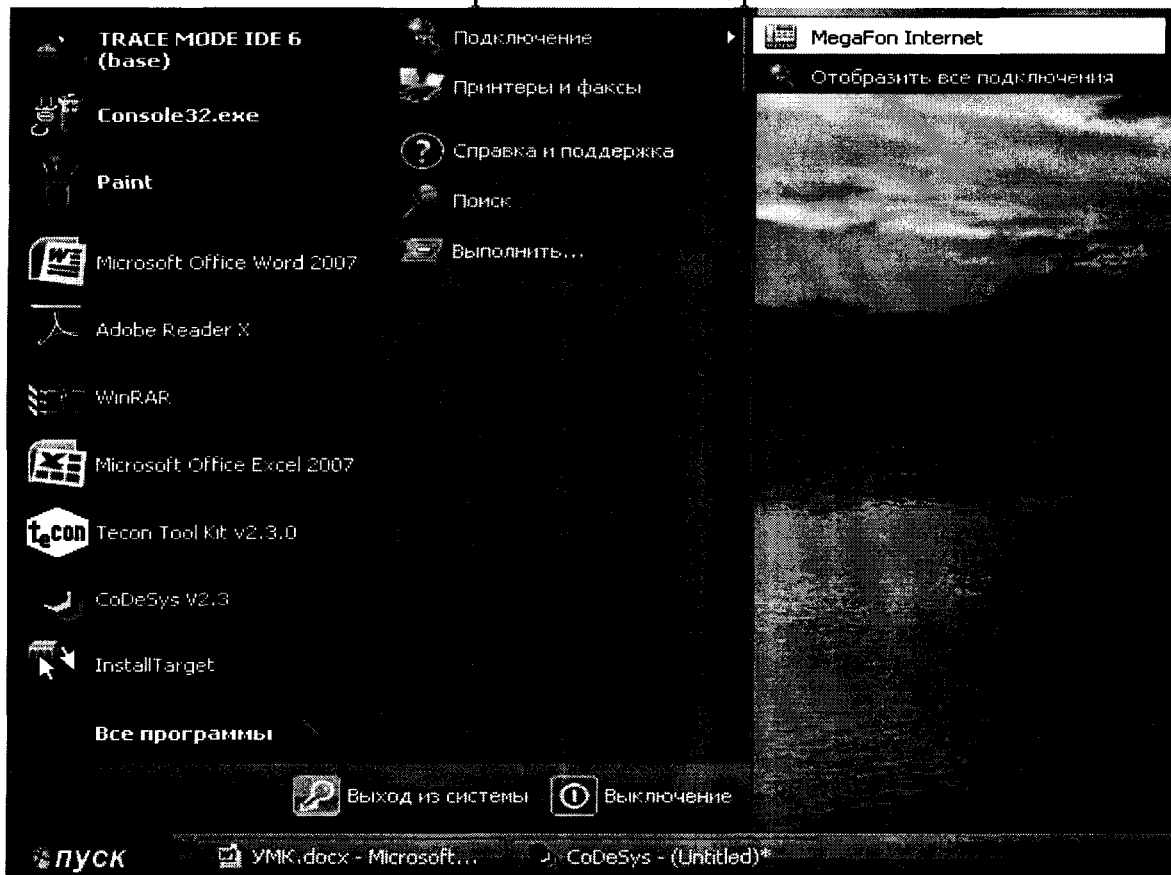 TRACE MODE IDE 6
(base)
Console32.exe
Paint
Microsoft Office Word 2007
Adobe Reader X
WinRAR
Microsoft Office Excel 2007
tecon
Tecon Tool Kit v2.3.0
CoDeSys V2.3
InstallTarget
Все программы
Подключение
Принтеры и факсы
Справка и поддержка
Поиск
Выполнить...
MegaFon Internet
Отобразить все подключения
Выход из системы
Выключение
пуск
УМК.docx - Microsoft...
CoDeSys - (Untitled)*